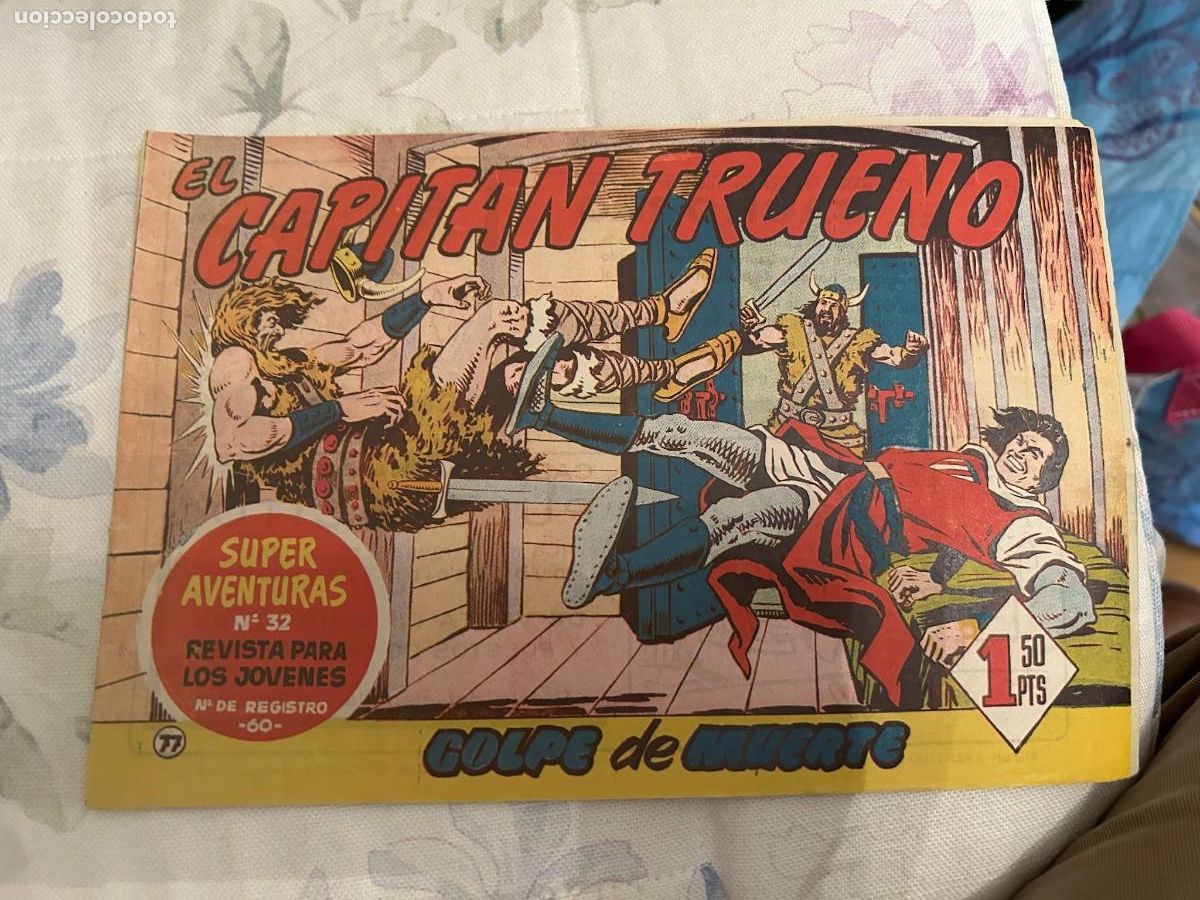 todocoleccion
EL
CAPITAN TRUENO
SUPER
AVENTURAS
Nº 32
REVISTA PARA
LOS JOVENES
Nº DE REGISTRO
-60-
77
1 50
PTS
GOLPE de MUERTE